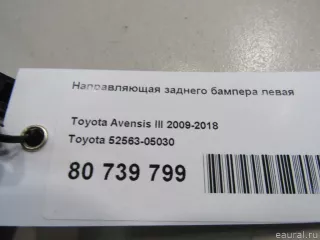 Направляющая заднего бампера левая
Toyota Avensis III 2009-2018
Toyota 52563-05030
80 739 799
eaural.ru